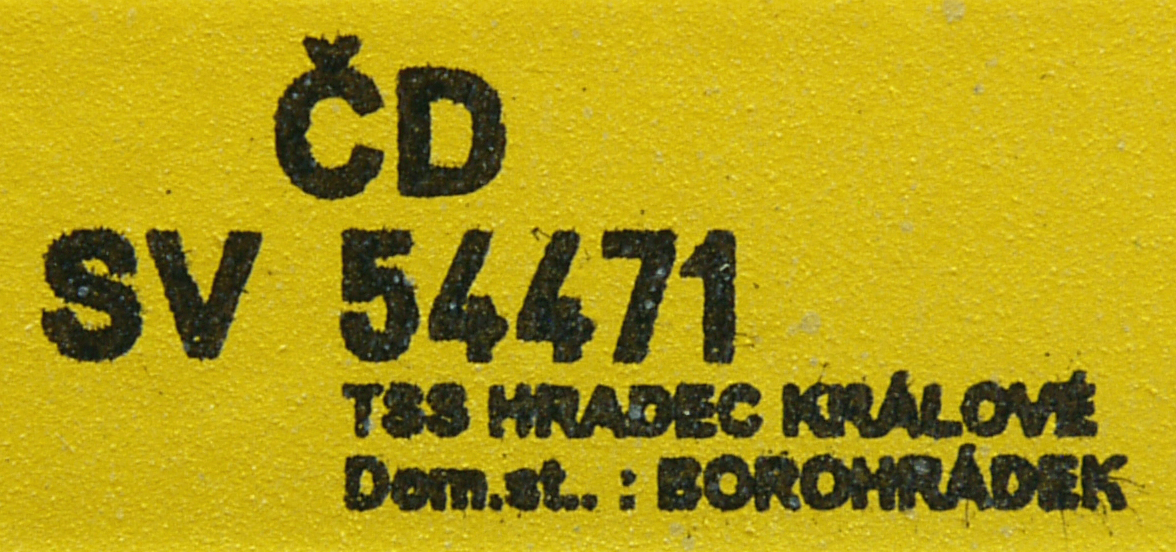 ČD
SV 54471
TSS HRADEC KRÁLOVÉ
Dom.st.. : BOROHRÁDEK